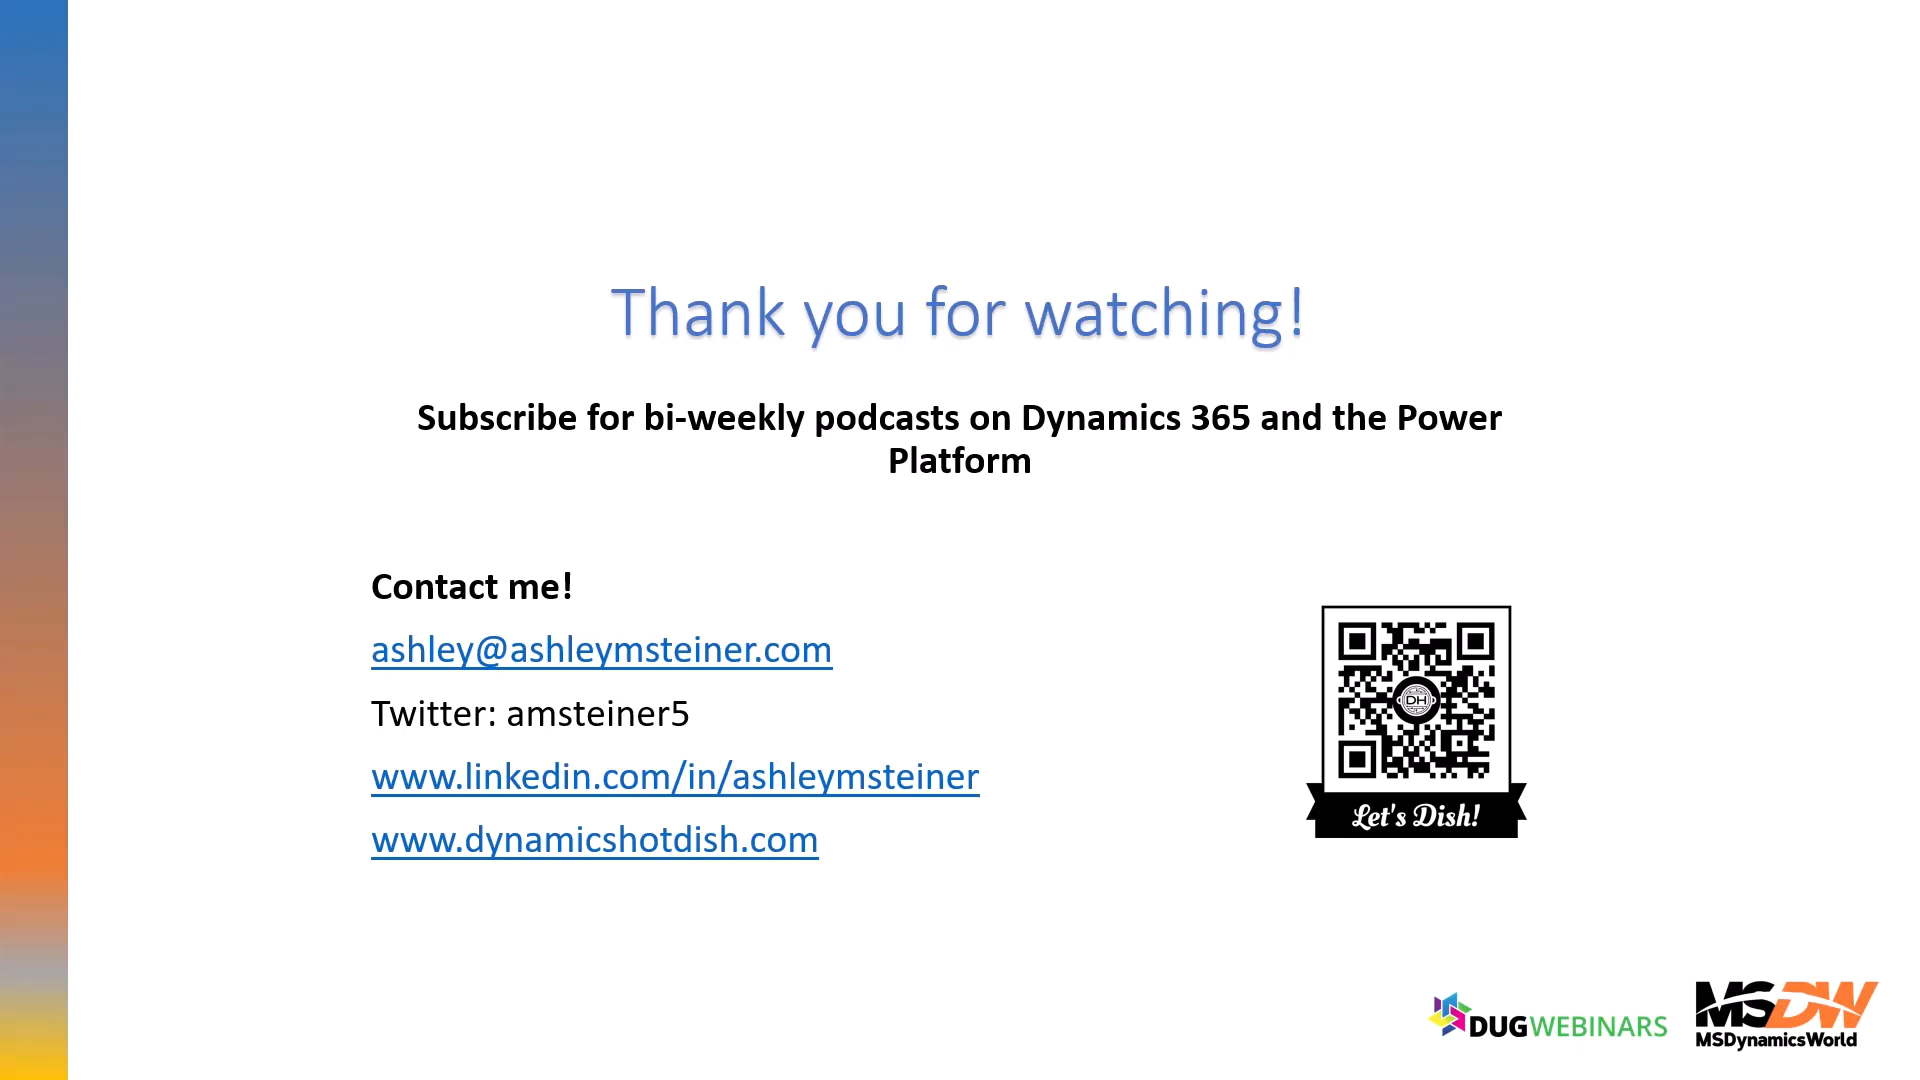 Thank you for watching!
Subscribe for bi-weekly podcasts on Dynamics 365 and the Power
Platform
Contact me!
ashley@ashleymsteiner.com
Twitter: amsteiner5
www.linkedin.com/in/ashleymsteiner
www.dynamicshotdish.com
DH
Let's Dish!
DUGWEBINARS
MSDW
MSDynamicsWorld